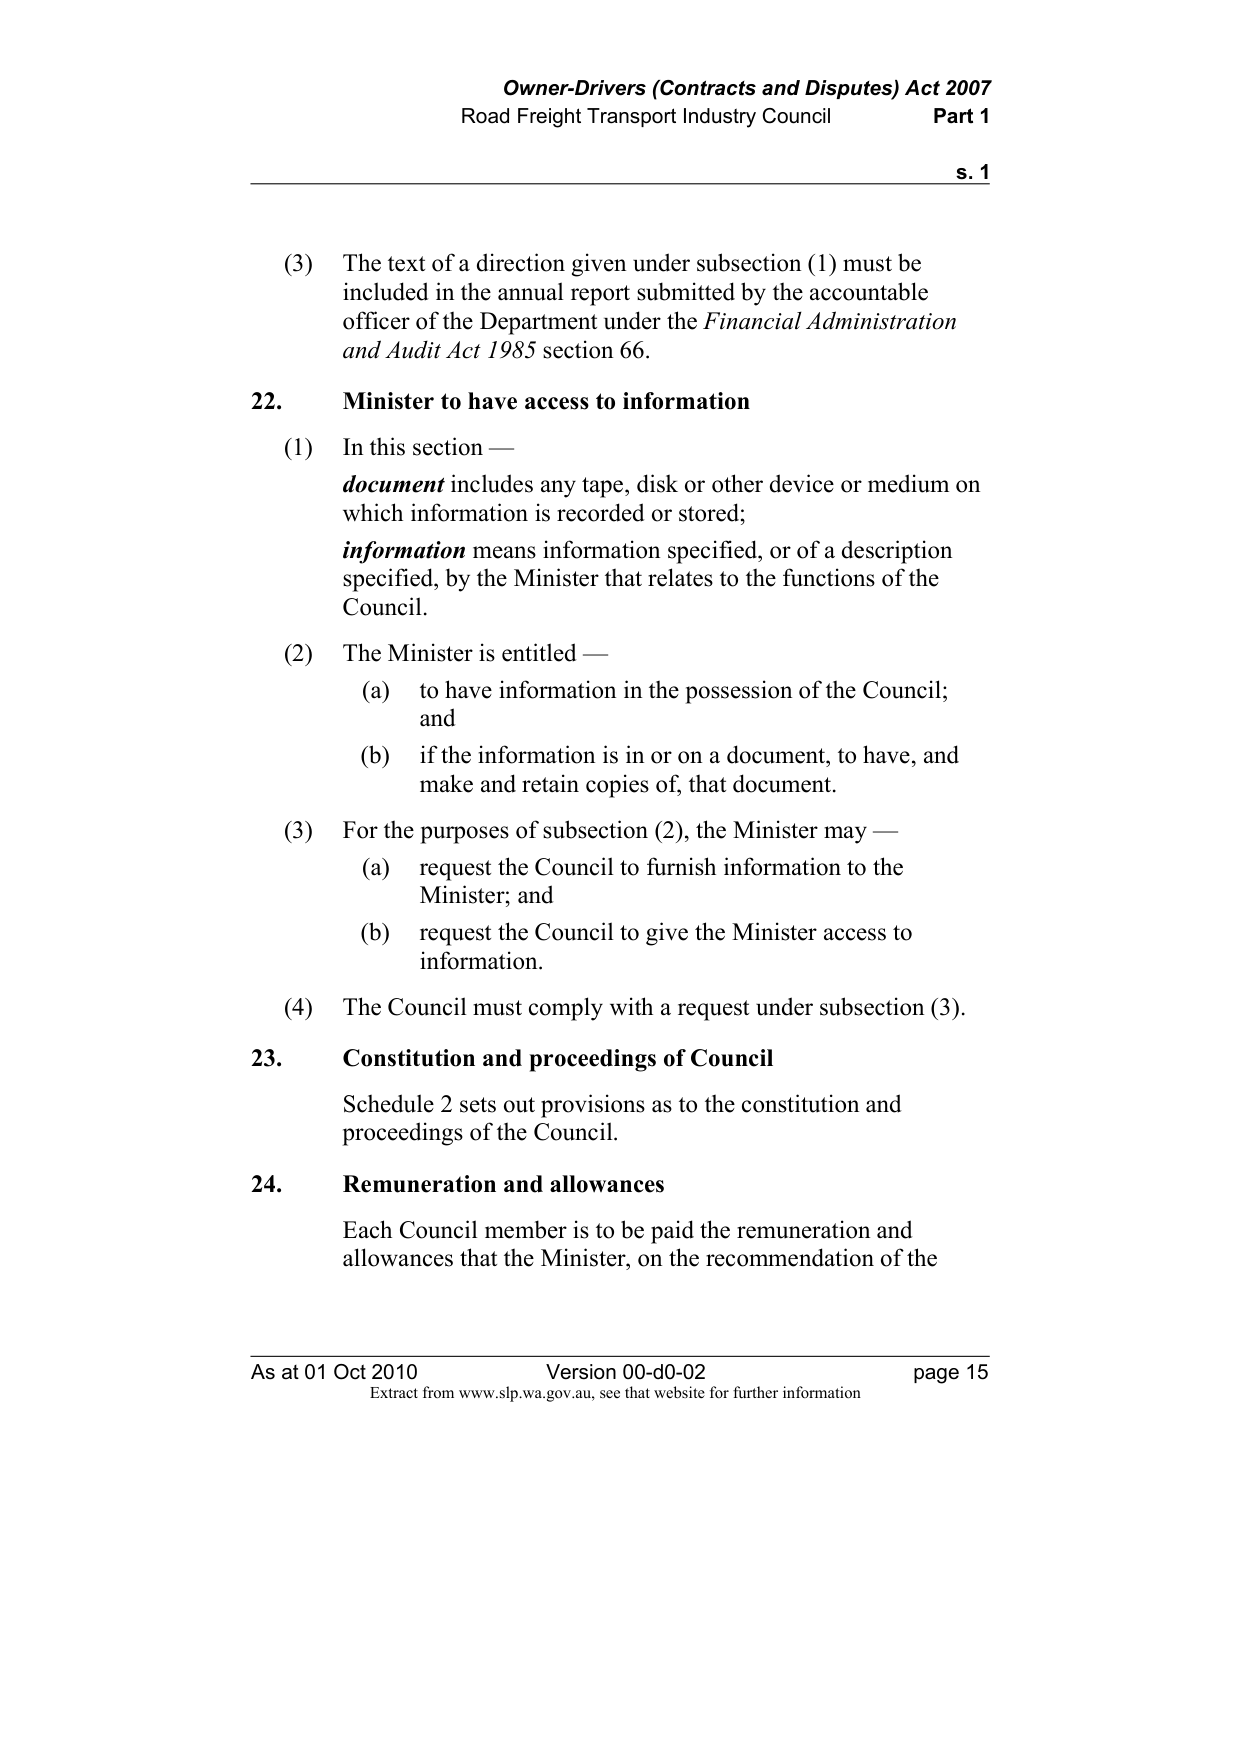 Owner-Drivers (Contracts and Disputes) Act 2007
Road Freight Transport Industry Council Part 1
s. 1
(3) The text of a direction given under subsection (1) must be
included in the annual report submitted by the accountable
officer of the Department under the Financial Administration
and Audit Act 1985 section 66.
22. Minister to have access to information
(1) In this section —
document includes any tape, disk or other device or medium on
which information is recorded or stored;
information means information specified, or of a description
specified, by the Minister that relates to the functions of the
Council.
(2) The Minister is entitled —
(a) to have information in the possession of the Council;
and
(b) if the information is in or on a document, to have, and
make and retain copies of, that document.
(3) For the purposes of subsection (2), the Minister may —
(a) request the Council to furnish information to the
Minister; and
(b) request the Council to give the Minister access to
information.
(4) The Council must comply with a request under subsection (3).
23. Constitution and proceedings of Council
Schedule 2 sets out provisions as to the constitution and
proceedings of the Council.
24. Remuneration and allowances
Each Council member is to be paid the remuneration and
allowances that the Minister, on the recommendation of the
As at 01 Oct 2010 Version 00-d0-02 page 15
Extract from www.slp.wa.gov.au, see that website for further information